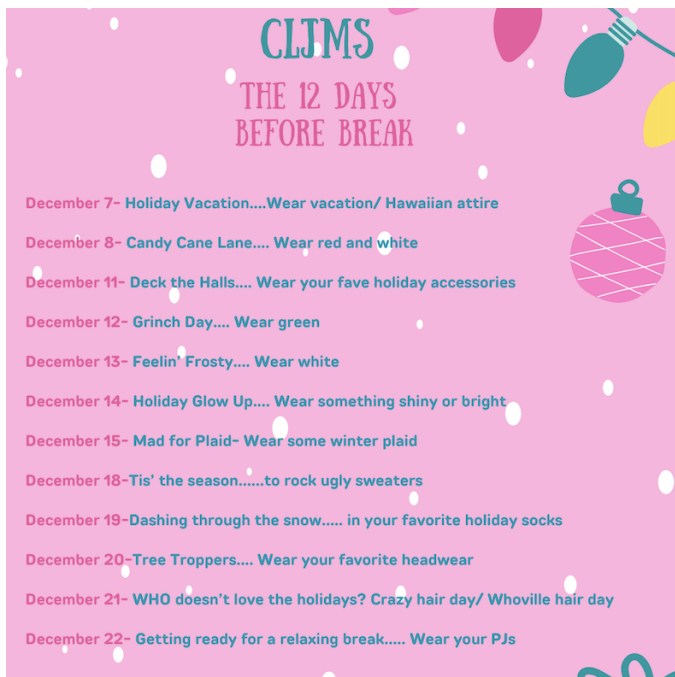 CLJMS
THE 12 DAYS
BEFORE BREAK
December 7- Holiday Vacation....Wear vacation/ Hawaiian attire
December 8- Candy Cane Lane.... Wear red and white
December 11- Deck the Halls.... Wear your fave holiday accessories
December 12- Grinch Day.... Wear green
December 13- Feelin' Frosty.... Wear white
December 14- Holiday Glow Up.... Wear something shiny or bright
December 15- Mad for Plaid- Wear some winter plaid
December 18-Tis' the season......to rock ugly sweaters
December 19-Dashing through the snow..... in your favorite holiday socks
December 20-Tree Troppers.... Wear your favorite headwear
December 21- WHO doesn't love the holidays? Crazy hair day/ Whoville hair day
December 22- Getting ready for a relaxing break..... Wear your PJs